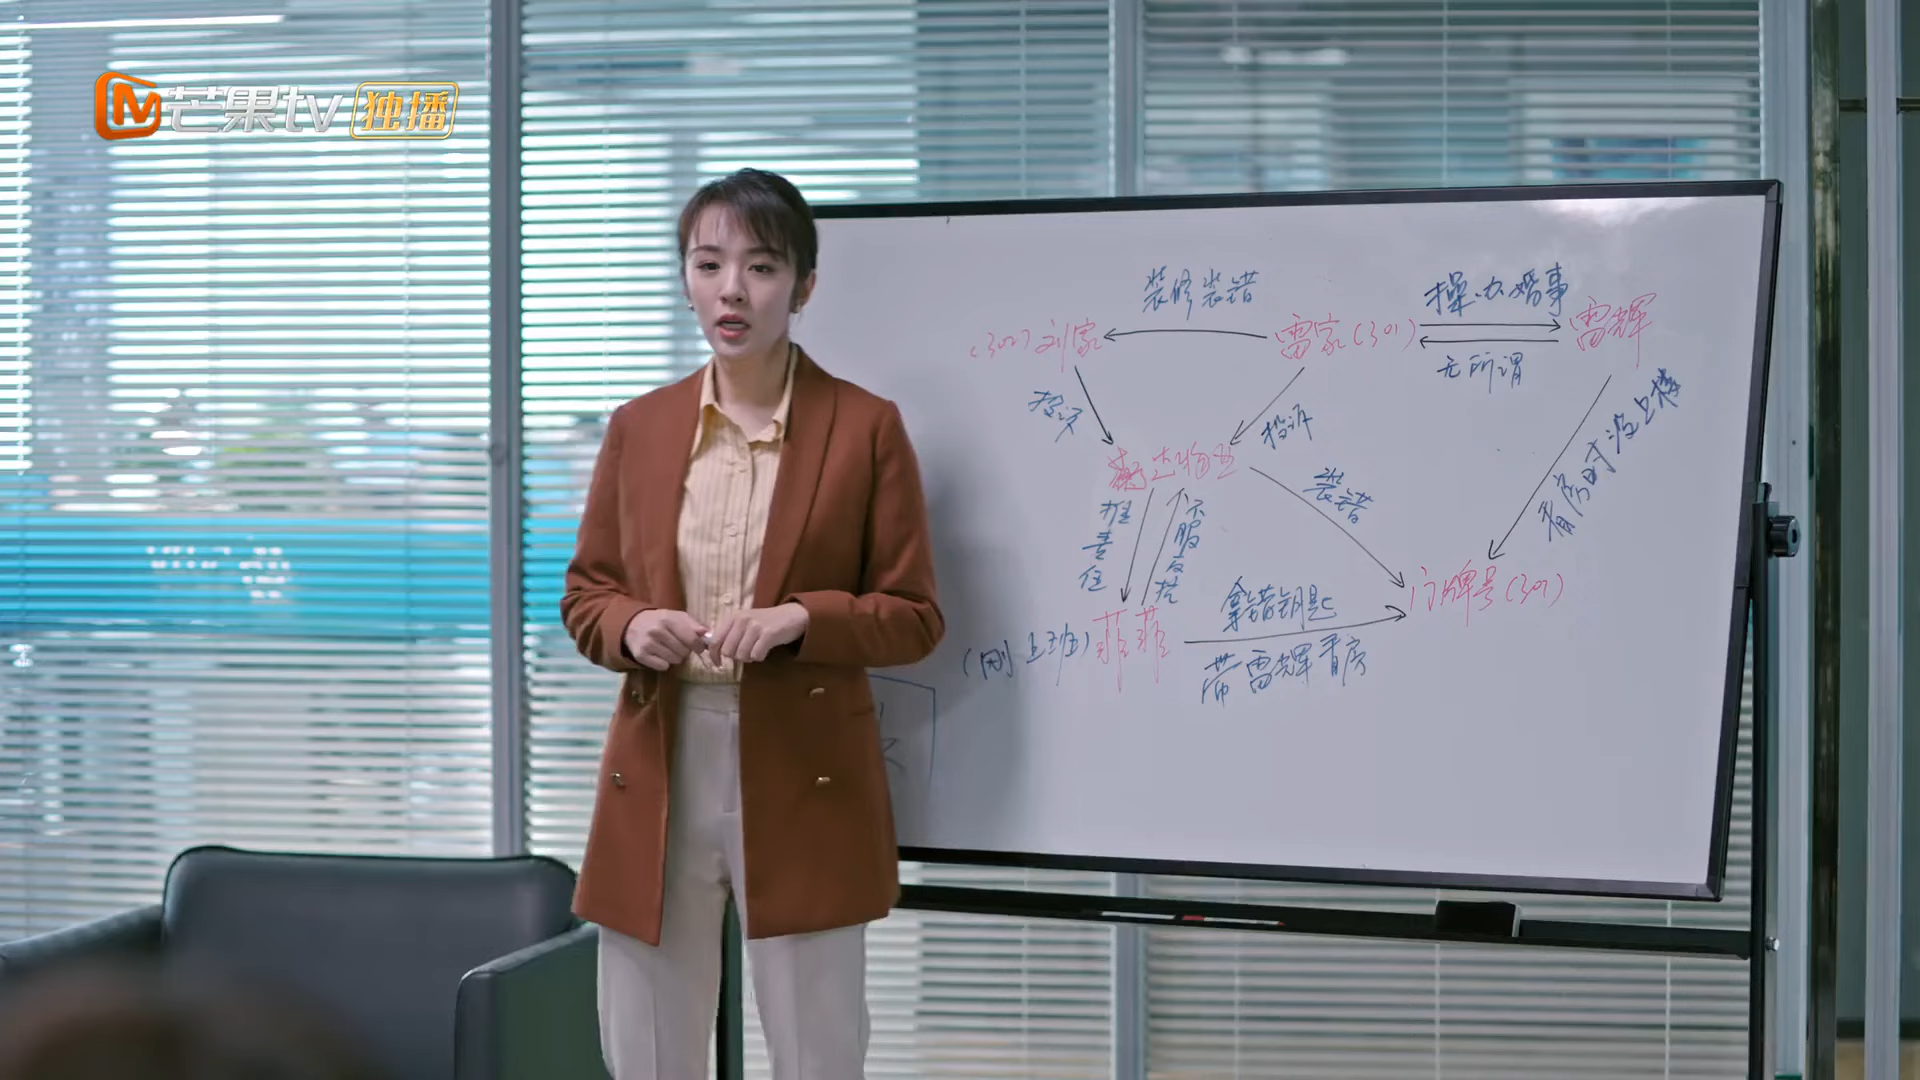 芒果tv 独播
装修装错
操办婚事
(302)刘家
雷家(301)
雷辉
无所谓
投诉
投诉
看房时没上楼
蔚达物业
装错
推责任
不服反抗
拿错钥匙
门牌号(301)
(刚上班)菲菲
带雷辉看房